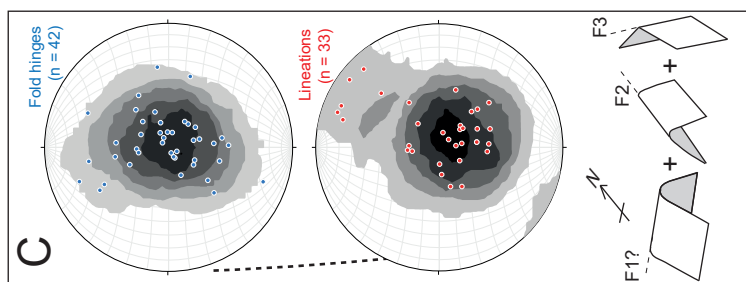 C
Fold hinges
(n = 42)
Lineations
(n = 33)
N
F1?
+
F2
+
F3